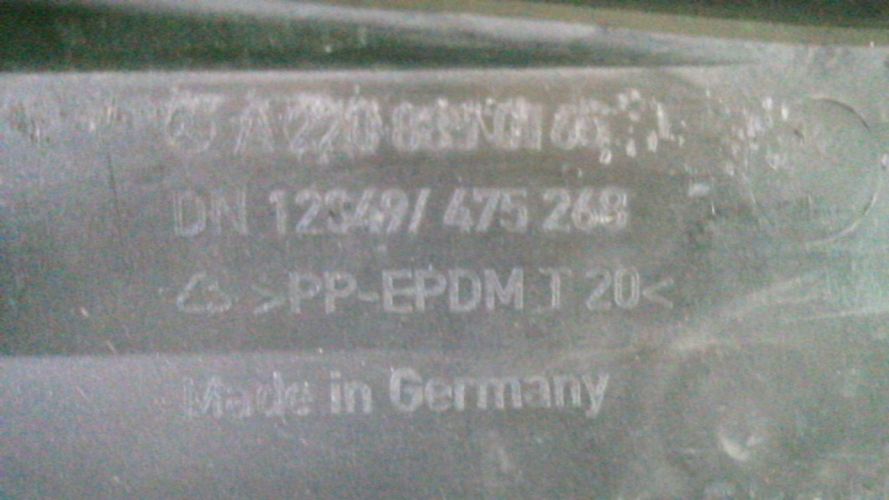 A 220
DN 12349/ 475 268
>PP-EPDM T 20<
Made in Germany